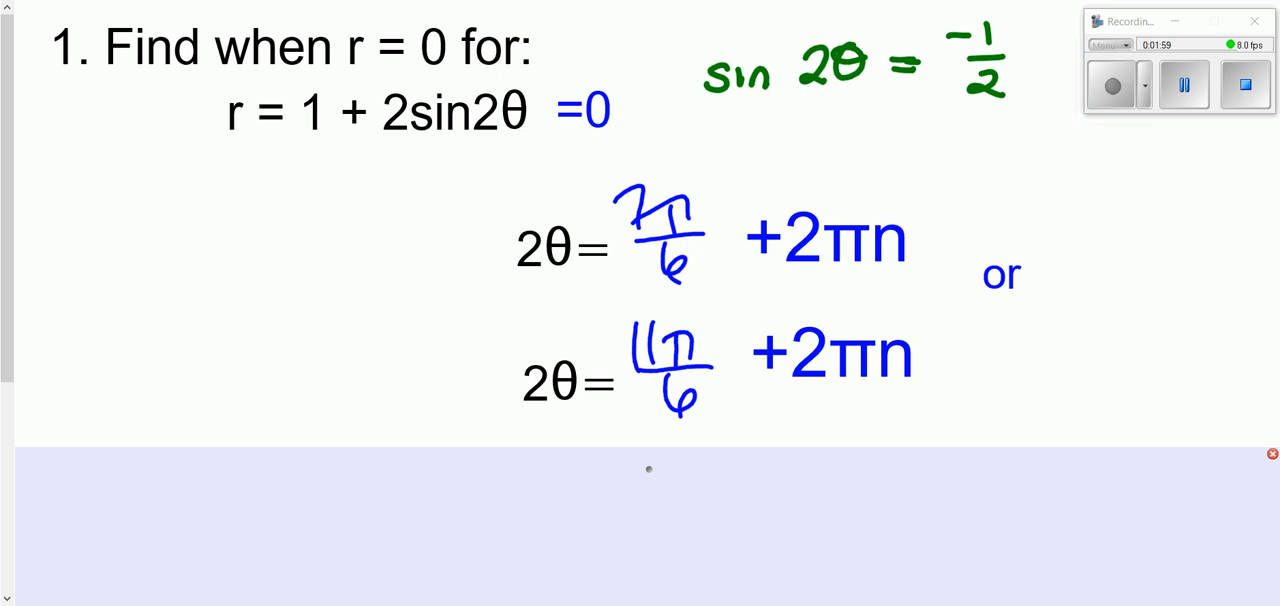 1. Find when r = 0 for:
r = 1 + 2sin2θ =0
sin 2θ = -1/2
Recordin...
Menu
0:01:59
8.0 fps
2θ= 7π/6 +2πn
or
2θ= 11π/6 +2πn